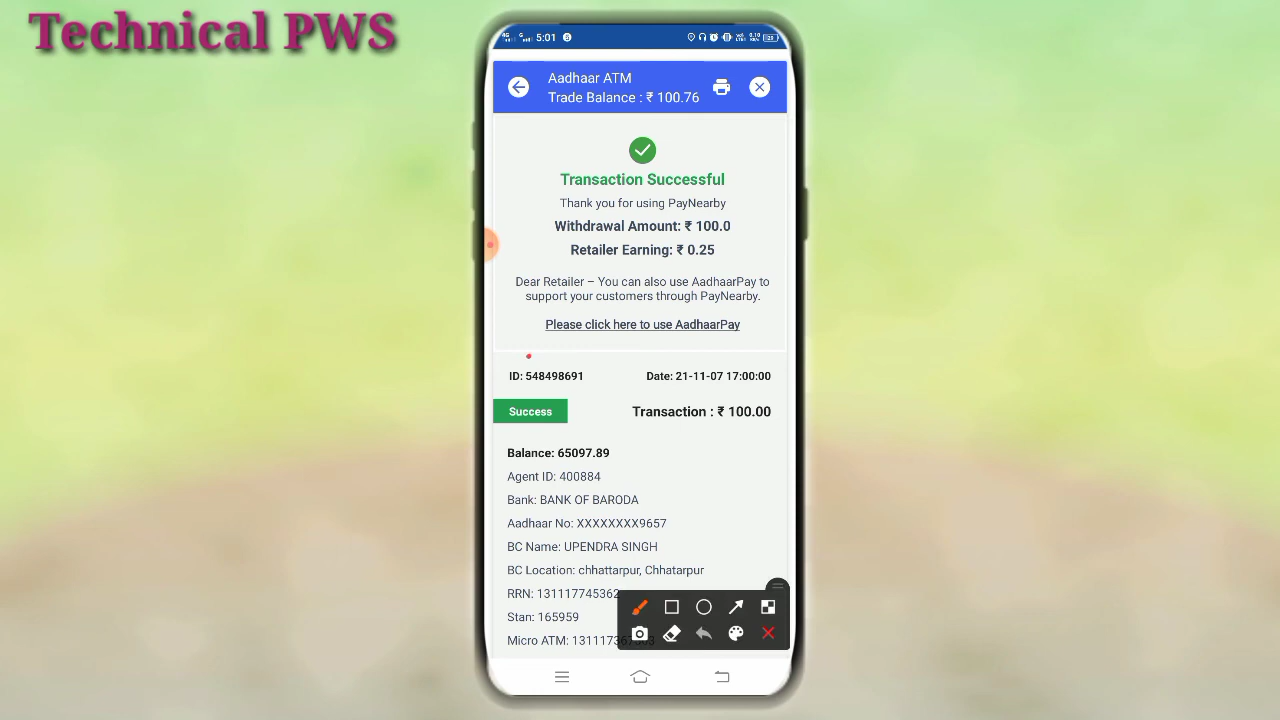 Technical PWS
5:01
Aadhaar ATM
Trade Balance : ₹ 100.76
Transaction Successful
Thank you for using PayNearby
Withdrawal Amount: ₹ 100.0
Retailer Earning: ₹ 0.25
Dear Retailer – You can also use AadhaarPay to
support your customers through PayNearby.
Please click here to use AadhaarPay
ID: 548498691 Date: 21-11-07 17:00:00
Success Transaction : ₹ 100.00
Balance: 65097.89
Agent ID: 400884
Bank: BANK OF BARODA
Aadhaar No: XXXXXXXX9657
BC Name: UPENDRA SINGH
BC Location: chhattarpur, Chhatarpur
RRN: 131117745362
Stan: 165959
Micro ATM: